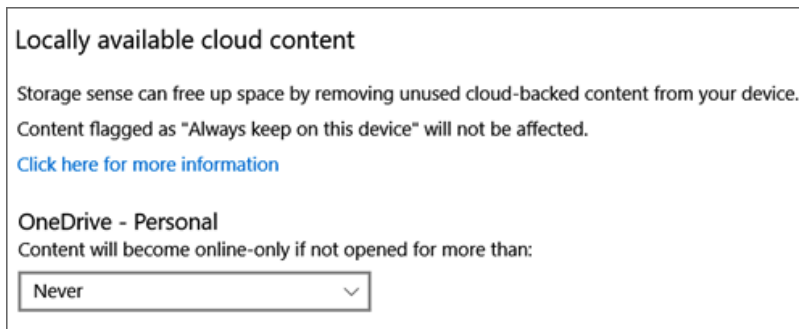 Locally available cloud content
Storage sense can free up space by removing unused cloud-backed content from your device.
Content flagged as "Always keep on this device" will not be affected.
Click here for more information
OneDrive - Personal
Content will become online-only if not opened for more than:
Never